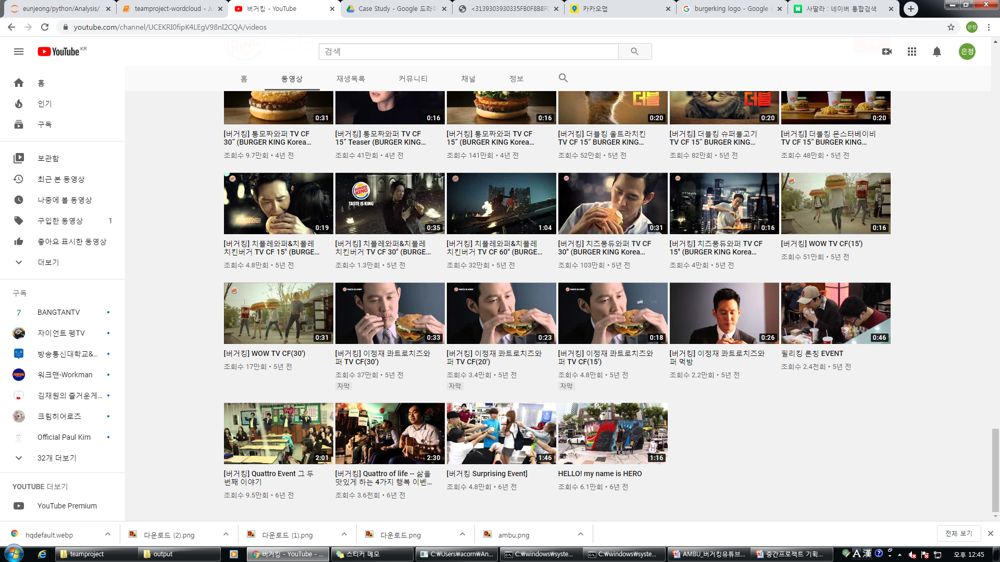 eunjeong/python/Analysis/
teamproject-wordcloud - Ju
버거킹 - YouTube
Case Study - Google 드라이
<3139303930335FB0F8B8FC
카카오맵
burgerking logo - Google 검
사딸라 : 네이버 통합검색
youtube.com/channel/UCEKRI0fipK4LEgV98nI2CQA/videos
은정
YouTube KR
검색
은정
홈
동영상
재생목록
커뮤니티
채널
정보
홈
인기
구독
보관함
최근 본 동영상
나중에 볼 동영상
구입한 동영상 1
좋아요 표시한 동영상
더보기
구독
BANGTANTV
자이언트 펭TV
방송통신대학교&...
워크맨-Workman
김재원의 즐거운게...
크림히어로즈
Official Paul Kim
32개 더보기
YOUTUBE 더보기
YouTube Premium
0:31
0:16
0:16
더블
0:20
더블
0:20
0:20
[버거킹] 통모짜와퍼 TV CF
30” (BURGER KING Korea...
조회수 9.7만회 • 4년 전
[버거킹] 통모짜와퍼 TV CF
15” Teaser (BURGER KING...
조회수 41만회 • 4년 전
[버거킹] 통모짜와퍼 TV CF
15” (BURGER KING Korea...
조회수 141만회 • 4년 전
[버거킹] 더블킹 울트라치킨
TV CF 15” BURGER KING...
조회수 52만회 • 5년 전
[버거킹] 더블킹 슈퍼불고기
TV CF 15” BURGER KING...
조회수 82만회 • 5년 전
[버거킹] 더블킹 몬스터베이비
TV CF 15” BURGER KING...
조회수 48만회 • 5년 전
0:19
BURGER KING
TASTE IS KING
0:35
1:04
0:31
0:16
0:16
[버거킹] 치폴레와퍼&치폴레
치킨버거 TV CF 15" (BURGE...
조회수 4.8만회 • 5년 전
[버거킹] 치폴레와퍼&치폴레
치킨버거 TV CF 30" (BURGE...
조회수 1.3만회 • 5년 전
[버거킹] 치폴레와퍼&치폴레
치킨버거 TV CF 60" (BURGE...
조회수 32만회 • 5년 전
[버거킹] 치즈퐁듀와퍼 TV CF
30" (BURGER KING Korea...
조회수 103만회 • 5년 전
[버거킹] 치즈퐁듀와퍼 TV CF
15" (BURGER KING Korea...
조회수 4만회 • 5년 전
[버거킹] WOW TV CF(15')
조회수 51만회 • 5년 전
WOW
0:31
TASTE IS KING
0:33
TASTE IS KING
0:23
TASTE IS KING
0:18
0:26
0:46
[버거킹] WOW TV CF(30')
조회수 17만회 • 5년 전
[버거킹] 이정재 콰트로치즈와
퍼 TV CF(30')
조회수 37만회 • 5년 전
자막
[버거킹] 이정재 콰트로치즈와
퍼 TV CF(20')
조회수 3.4만회 • 5년 전
자막
[버거킹] 이정재 콰트로치즈와
퍼 TV CF(15')
조회수 4.8만회 • 5년 전
자막
[버거킹] 이정재 콰트로치즈와
퍼 먹방
조회수 2.2만회 • 5년 전
필리킹 론칭 EVENT
조회수 2.4천회 • 5년 전
2:01
2:30
1:46
1:16
[버거킹] Quattro Event 그 두
번째 이야기
조회수 9.5만회 • 6년 전
[버거킹] Quattro of life -- 삶을
맛있게 하는 4가지 행복 이벤...
조회수 3.6천회 • 6년 전
[버거킹 Surprising Event]
조회수 4.8만회 • 6년 전
HELLO! my name is HERO
조회수 6.1만회 • 6년 전
hqdefault.webp
다운로드 (2).png
다운로드 (1).png
다운로드.png
ambu.png
전체 보기
teamproject
output
버거킹 - YouTube - ...
스티커 메모
C:₩Users₩acorn₩An...
C:₩windows₩syste...
C:₩windows₩syste...
AMBU_버거킹유튜브...
중간프로젝트 기획...
A 漢
오후 12:45